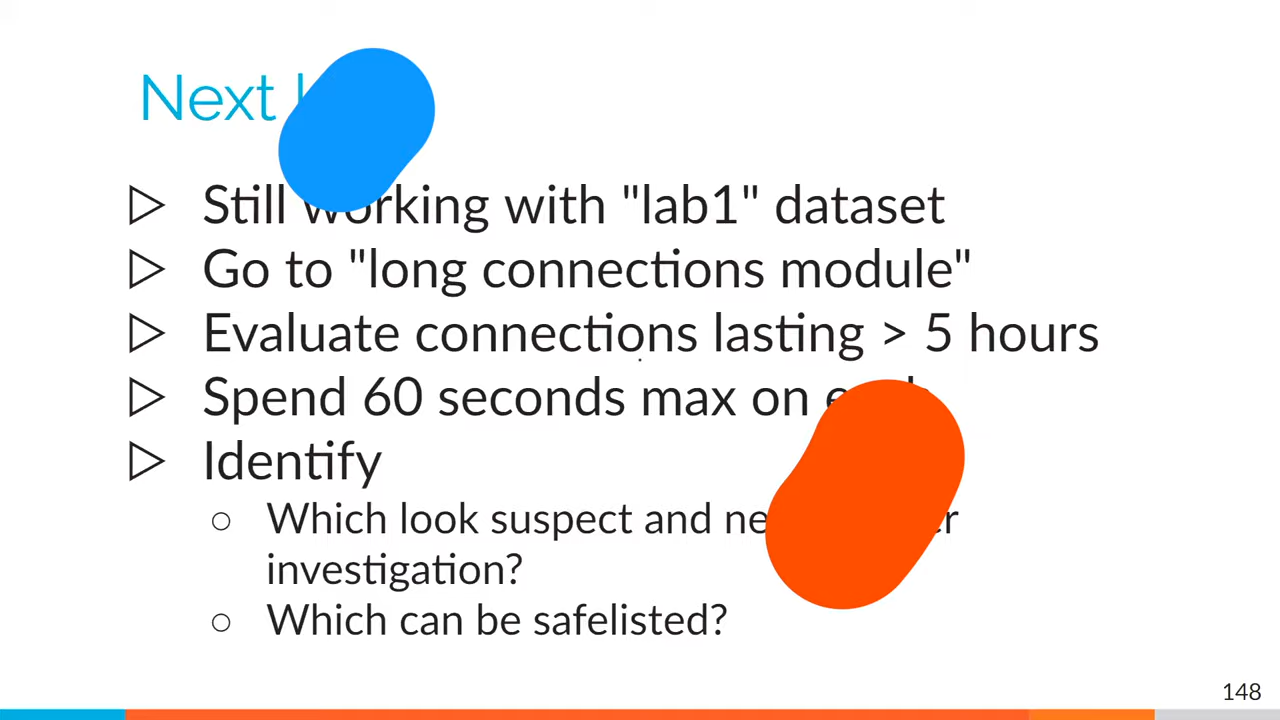 Next
▷ Still working with "lab1" dataset
▷ Go to "long connections module"
▷ Evaluate connections lasting > 5 hours
▷ Spend 60 seconds max on
▷ Identify
○ Which look suspect and
investigation?
○ Which can be safelisted?
148